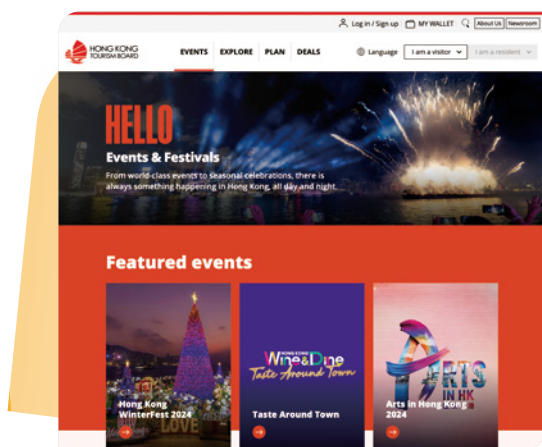 Log in / Sign up MY WALLET About Us Newsroom
HONG KONG
TOURISM BOARD
EVENTS EXPLORE PLAN DEALS Language I am a visitor I am a resident
HELLO
Events & Festivals
From world-class events to seasonal celebrations, there is
always something happening in Hong Kong, all day and night.
Featured events
LOVE
Hong Kong
WinterFest 2024
HONG KONG
Wine&Dine
Taste Around Town
Taste Around Town
ARTS
IN HK
Arts in Hong Kong
2024